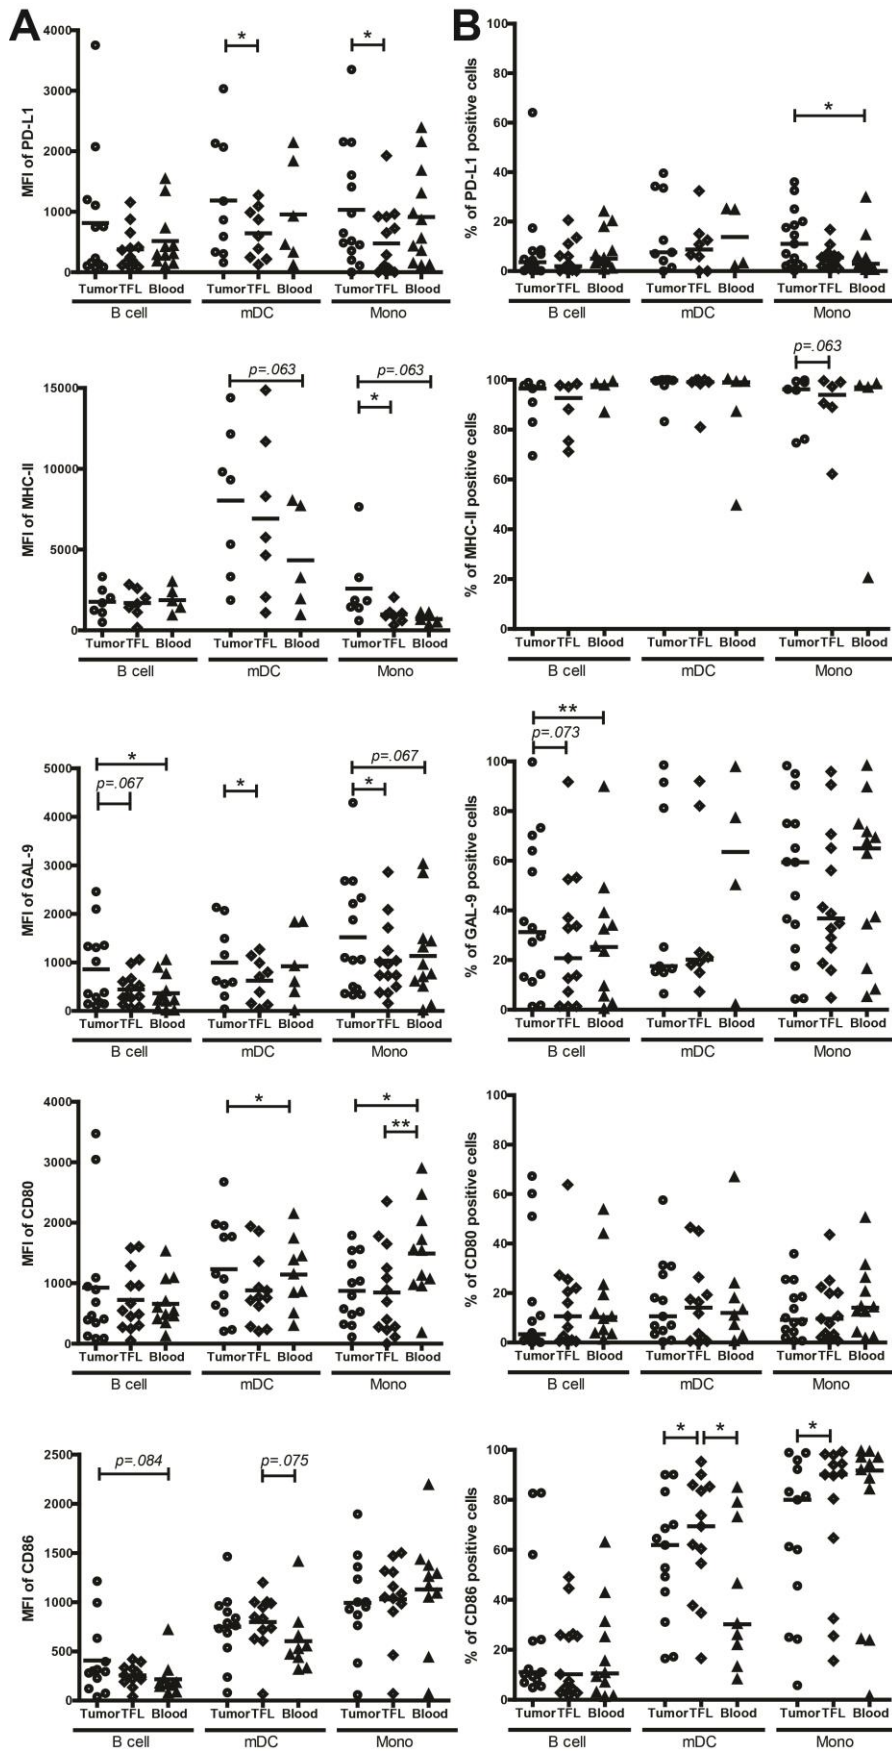 A
B
MFI of PD-L1
4000
3000
2000
1000
0
*
*
Tumor TFL Blood Tumor TFL Blood Tumor TFL Blood
B cell mDC Mono
% of PD-L1 positive cells
100
80
60
40
20
0
*
Tumor TFL Blood Tumor TFL Blood Tumor TFL Blood
B cell mDC Mono
MFI of MHC-II
15000
10000
5000
0
p=.063
p=.063
*
Tumor TFL Blood Tumor TFL Blood Tumor TFL Blood
B cell mDC Mono
% of MHC-II positive cells
100
80
60
40
20
0
p=.063
Tumor TFL Blood Tumor TFL Blood Tumor TFL Blood
B cell mDC Mono
MFI of GAL-9
5000
4000
3000
2000
1000
0
*
p=.067
*
p=.067
*
Tumor TFL Blood Tumor TFL Blood Tumor TFL Blood
B cell mDC Mono
% of GAL-9 positive cells
100
80
60
40
20
0
**
p=.073
Tumor TFL Blood Tumor TFL Blood Tumor TFL Blood
B cell mDC Mono
MFI of CD80
4000
3000
2000
1000
0
*
*
**
Tumor TFL Blood Tumor TFL Blood Tumor TFL Blood
B cell mDC Mono
% of CD80 positive cells
100
80
60
40
20
0
Tumor TFL Blood Tumor TFL Blood Tumor TFL Blood
B cell mDC Mono
MFI of CD86
2500
2000
1500
1000
500
0
p=.084
p=.075
Tumor TFL Blood Tumor TFL Blood Tumor TFL Blood
B cell mDC Mono
% of CD86 positive cells
100
80
60
40
20
0
*
*
*
Tumor TFL Blood Tumor TFL Blood Tumor TFL Blood
B cell mDC Mono